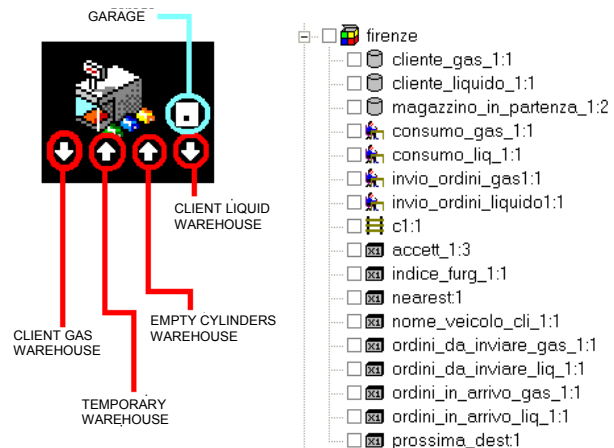 GARAGE
CLIENT LIQUID
WAREHOUSE
EMPTY CYLINDERS
WAREHOUSE
CLIENT GAS
WAREHOUSE
TEMPORARY
WAREHOUSE
firenze
cliente_gas_1:1
cliente_liquido_1:1
magazzino_in_partenza_1:2
consumo_gas_1:1
consumo_liq_1:1
invio_ordini_gas1:1
invio_ordini_liquido1:1
c1:1
accett_1:3
indice_furg_1:1
nearest:1
nome_veicolo_cli_1:1
ordini_da_inviare_gas_1:1
ordini_da_inviare_liq_1:1
ordini_in_arrivo_gas_1:1
ordini_in_arrivo_liq_1:1
prossima_dest:1